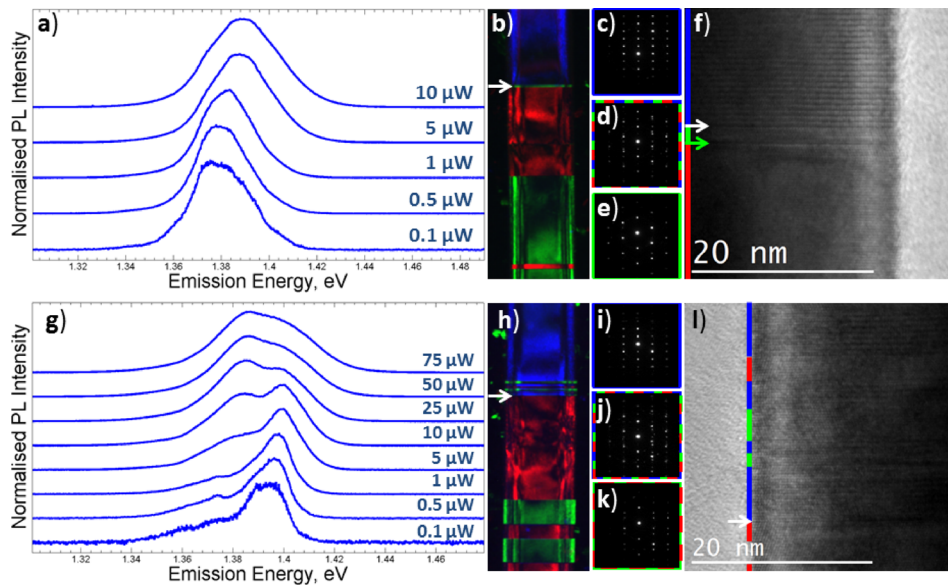 a)
Normalised PL Intensity
10 µW
5 µW
1 µW
0.5 µW
0.1 µW
1.32 1.34 1.36 1.38 1.40 1.42 1.44 1.46 1.48
Emission Energy, eV
b)
c)
d)
e)
f)
20 nm
g)
Normalised PL Intensity
75 µW
50 µW
25 µW
10 µW
5 µW
1 µW
0.5 µW
0.1 µW
1.32 1.34 1.36 1.38 1.4 1.42 1.44 1.46
Emission Energy, eV
h)
i)
j)
k)
l)
20 nm